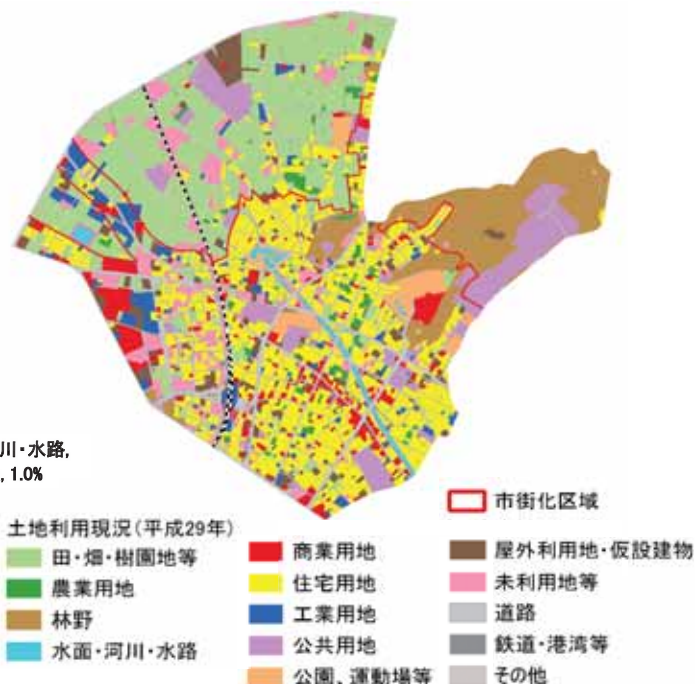 川・水路,
, 1.0%
市街化区域
土地利用現況(平成29年)
田・畑・樹園地等
農業用地
林野
水面・河川・水路
商業用地
住宅用地
工業用地
公共用地
公園、運動場等
屋外利用地・仮設建物
未利用地等
道路
鉄道・港湾等
その他